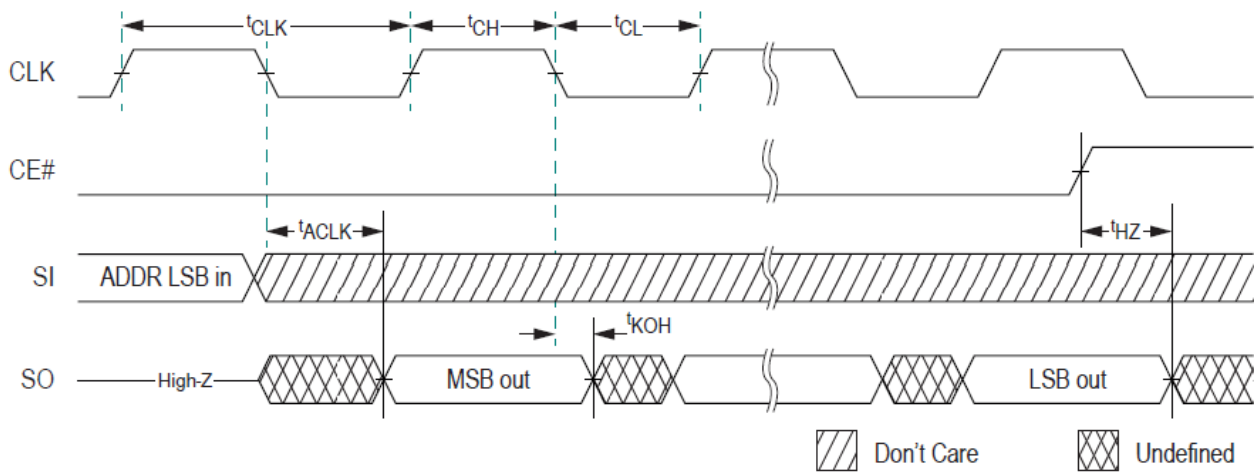 tCLK tCH tCL
CLK
CE#
tACLK tHZ
SI ADDR LSB in
tKOH
SO High-Z MSB out LSB out
Don't Care Undefined